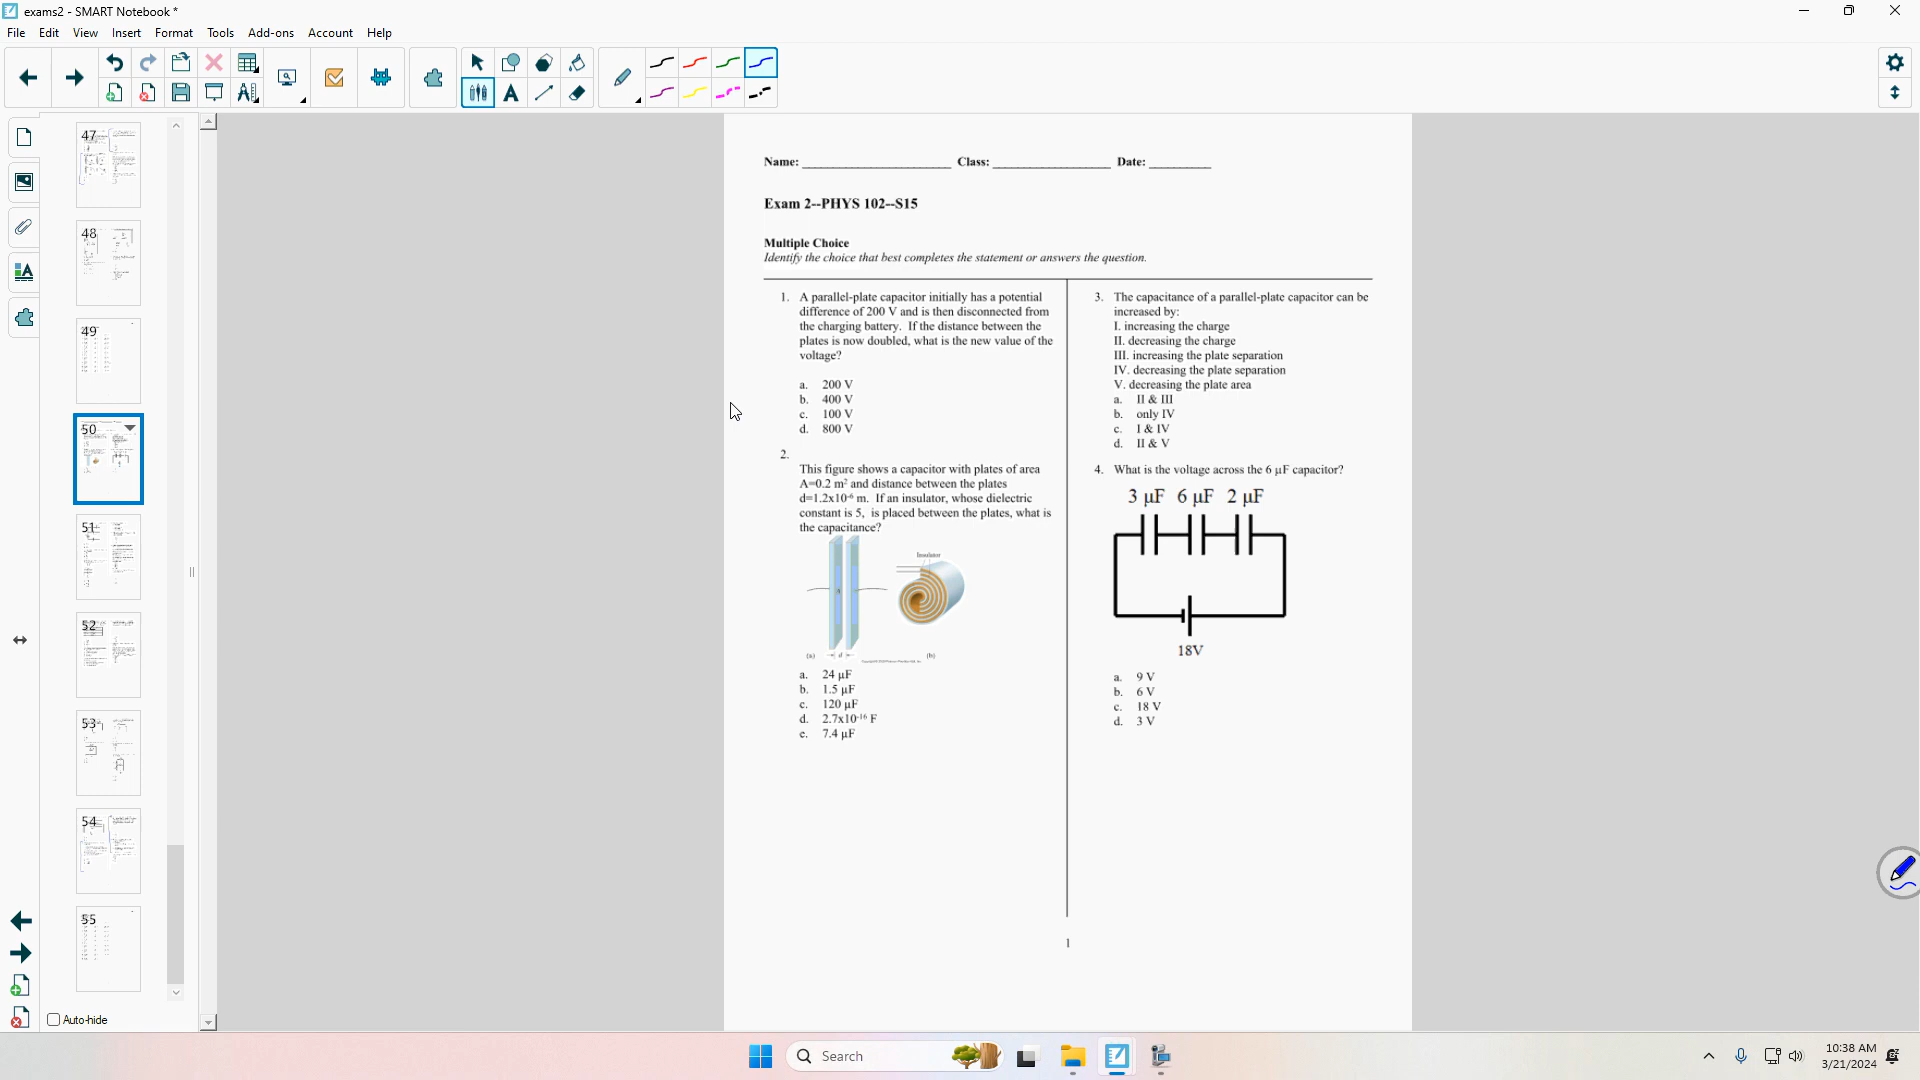 exams2 - SMART Notebook *
File Edit View Insert Format Tools Add-ons Account Help
47
48
49
50
51
52
53
54
55
Auto-hide
Name: Class: Date:
Exam 2--PHYS 102--S15
Multiple Choice
Identify the choice that best completes the statement or answers the question.
1. A parallel-plate capacitor initially has a potential
difference of 200 V and is then disconnected from
the charging battery. If the distance between the
plates is now doubled, what is the new value of the
voltage?
a. 200 V
b. 400 V
c. 100 V
d. 800 V
2.
This figure shows a capacitor with plates of area
A=0.2 m² and distance between the plates
d=1.2x10⁻⁶ m. If an insulator, whose dielectric
constant is 5, is placed between the plates, what is
the capacitance?
Insulator
A
(a) d (b)
a. 24 µF
b. 1.5 µF
c. 120 µF
d. 2.7x10⁻¹⁶ F
e. 7.4 µF
3. The capacitance of a parallel-plate capacitor can be
increased by:
I. increasing the charge
II. decreasing the charge
III. increasing the plate separation
IV. decreasing the plate separation
V. decreasing the plate area
a. II & III
b. only IV
c. I & IV
d. II & V
4. What is the voltage across the 6 µF capacitor?
3 µF 6 µF 2 µF
18V
a. 9 V
b. 6 V
c. 18 V
d. 3 V
1
Search
10:38 AM
3/21/2024